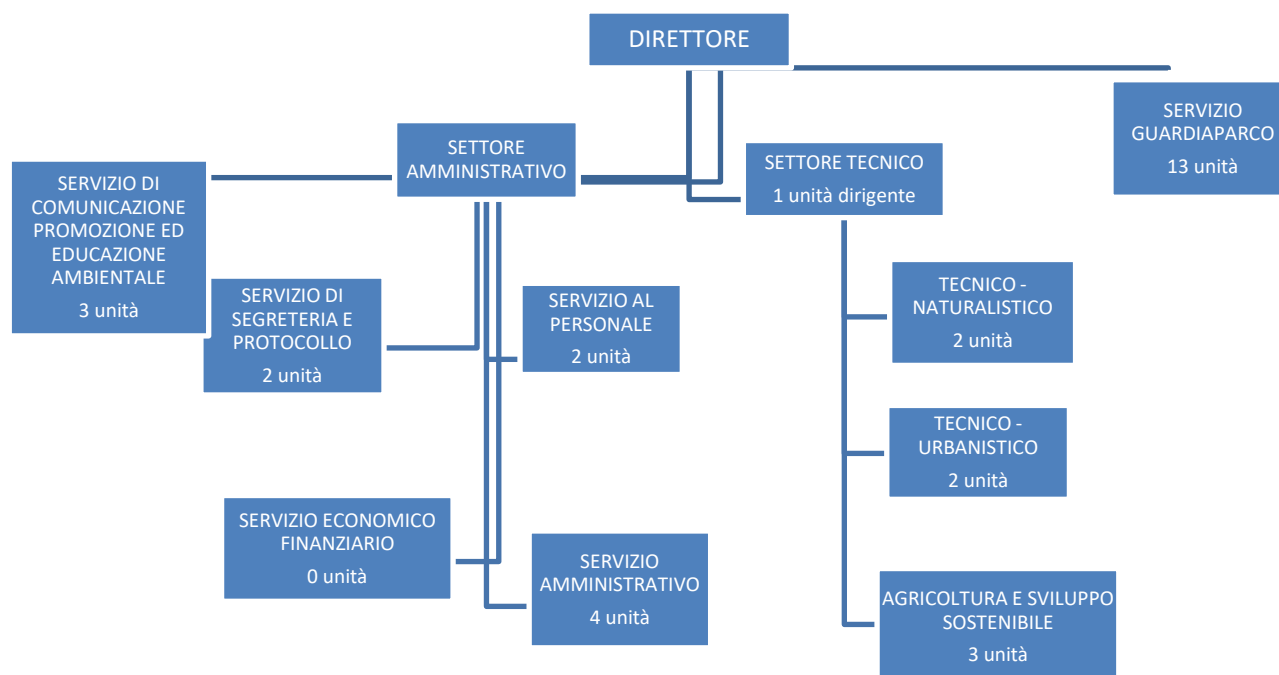 DIRETTORE
SERVIZIO
GUARDIAPARCO
13 unità
SETTORE
AMMINISTRATIVO
SETTORE TECNICO
1 unità dirigente
SERVIZIO DI
COMUNICAZIONE
PROMOZIONE ED
EDUCAZIONE
AMBIENTALE
3 unità
SERVIZIO DI
SEGRETERIA E
PROTOCOLLO
2 unità
SERVIZIO AL
PERSONALE
2 unità
TECNICO -
NATURALISTICO
2 unità
TECNICO -
URBANISTICO
2 unità
SERVIZIO ECONOMICO
FINANZIARIO
0 unità
SERVIZIO
AMMINISTRATIVO
4 unità
AGRICOLTURA E SVILUPPO
SOSTENIBILE
3 unità